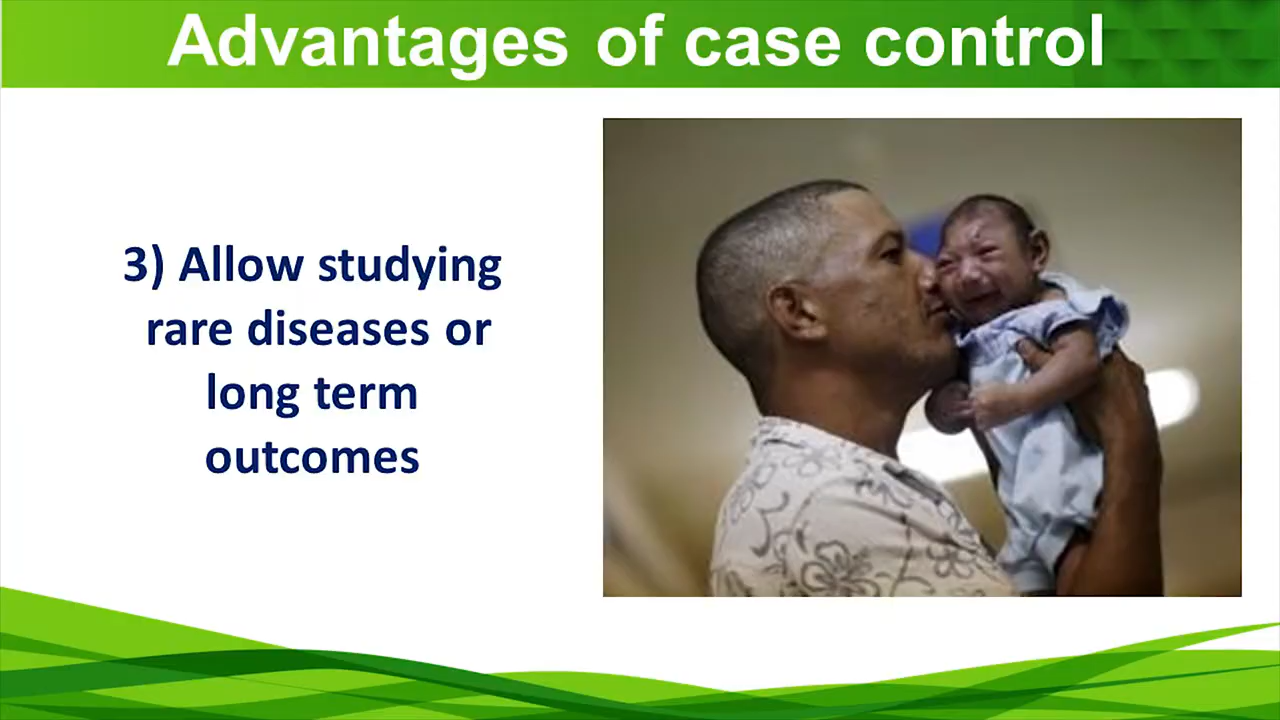 Advantages of case control
3) Allow studying
rare diseases or
long term
outcomes